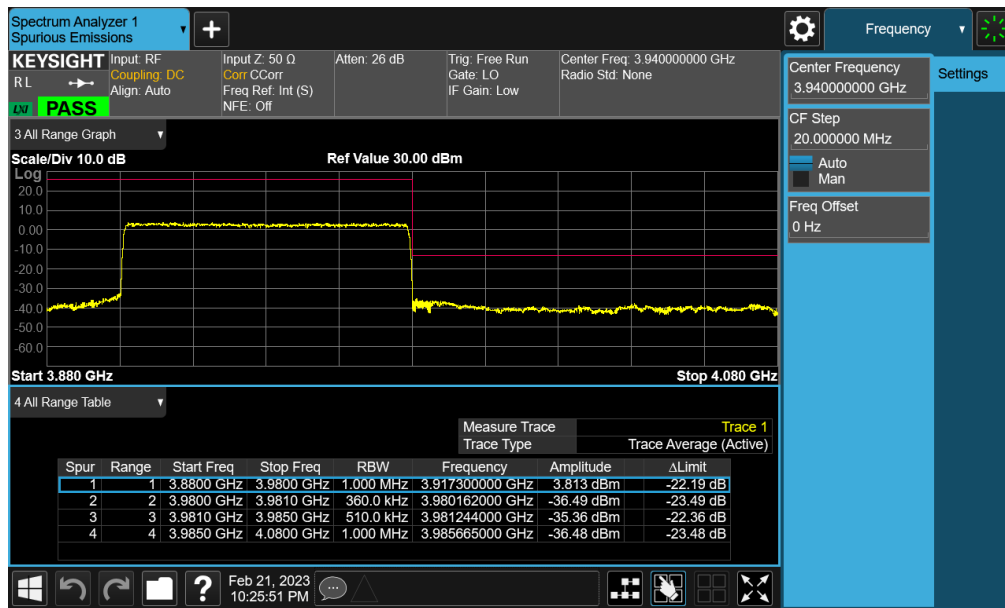 Spectrum Analyzer 1
Spurious Emissions
Frequency
KEYSIGHT
RL
LXI
PASS
Input: RF
Coupling: DC
Align: Auto
Input Z: 50 Ω
Corr CCorr
Freq Ref: Int (S)
NFE: Off
Atten: 26 dB
Trig: Free Run
Gate: LO
IF Gain: Low
Center Freq: 3.940000000 GHz
Radio Std: None
Center Frequency
3.940000000 GHz
Settings
CF Step
20.000000 MHz
Auto
Man
Freq Offset
0 Hz
3 All Range Graph
Scale/Div 10.0 dB Ref Value 30.00 dBm
Log
20.0
10.0
0.00
-10.0
-20.0
-30.0
-40.0
-50.0
-60.0
Start 3.880 GHz Stop 4.080 GHz
4 All Range Table
Measure Trace Trace 1
Trace Type Trace Average (Active)
Spur Range Start Freq Stop Freq RBW Frequency Amplitude ΔLimit
1 1 3.8800 GHz 3.9800 GHz 1.000 MHz 3.917300000 GHz 3.813 dBm -22.19 dB
2 2 3.9800 GHz 3.9810 GHz 360.0 kHz 3.980162000 GHz -36.49 dBm -23.49 dB
3 3 3.9810 GHz 3.9850 GHz 510.0 kHz 3.981244000 GHz -35.36 dBm -22.36 dB
4 4 3.9850 GHz 4.0800 GHz 1.000 MHz 3.985665000 GHz -36.48 dBm -23.48 dB
?
Feb 21, 2023
10:25:51 PM